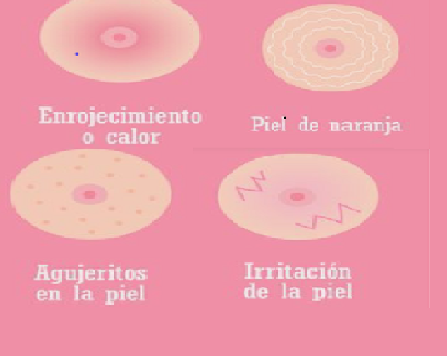 Enrojecimiento
o calor
Piel de naranja
Agujeritos
en la piel
Irritación
de la piel